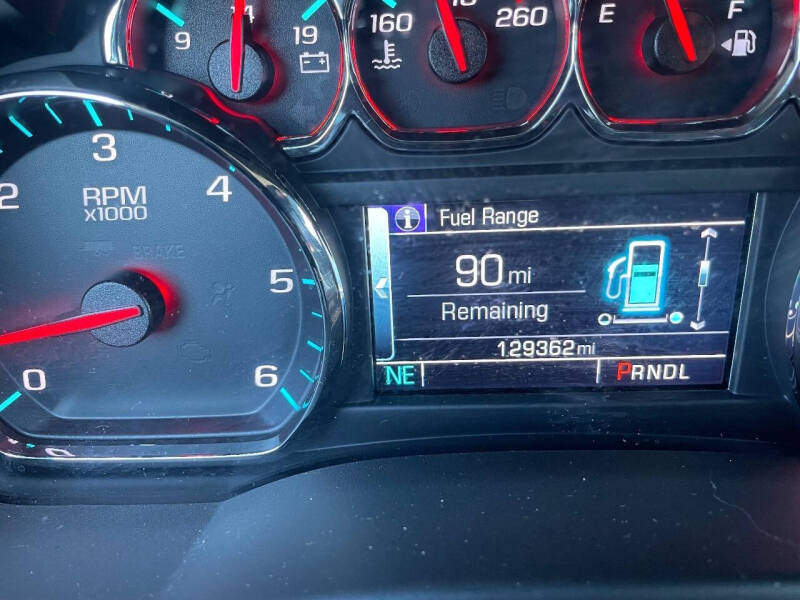 9 14 19
160 260
E F
2 3 4 5
RPM
x1000
BRAKE
0 6
Fuel Range
90 mi
Remaining
129362 mi
NE PRNDL